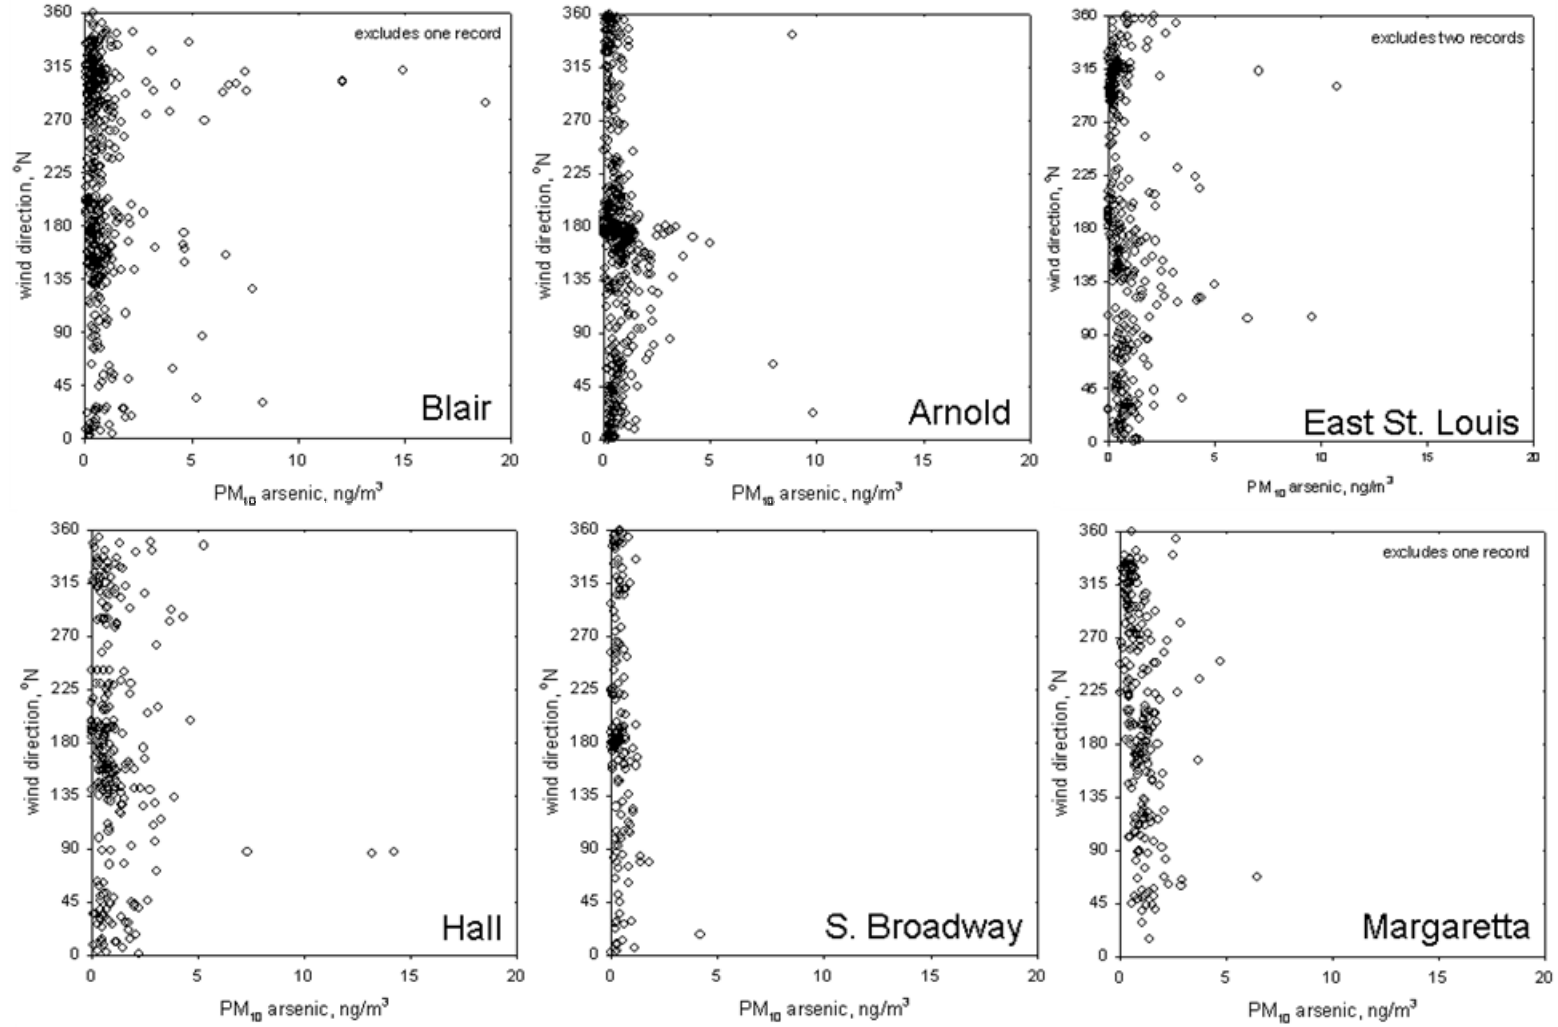 360
315
270
225
180
135
90
45
0
wind direction, °N
excludes one record
Blair
0 5 10 15 20
PM10 arsenic, ng/m³
360
315
270
225
180
135
90
45
0
wind direction, °N
Arnold
0 5 10 15 20
PM10 arsenic, ng/m³
360
315
270
225
180
135
90
45
0
wind direction, °N
excludes two records
East St. Louis
0 5 10 15 20
PM10 arsenic, ng/m³
360
315
270
225
180
135
90
45
0
wind direction, °N
Hall
0 5 10 15 20
PM10 arsenic, ng/m³
360
315
270
225
180
135
90
45
0
wind direction, °N
S. Broadway
0 5 10 15 20
PM10 arsenic, ng/m³
360
315
270
225
180
135
90
45
0
wind direction, °N
excludes one record
Margaretta
0 5 10 15 20
PM10 arsenic, ng/m³